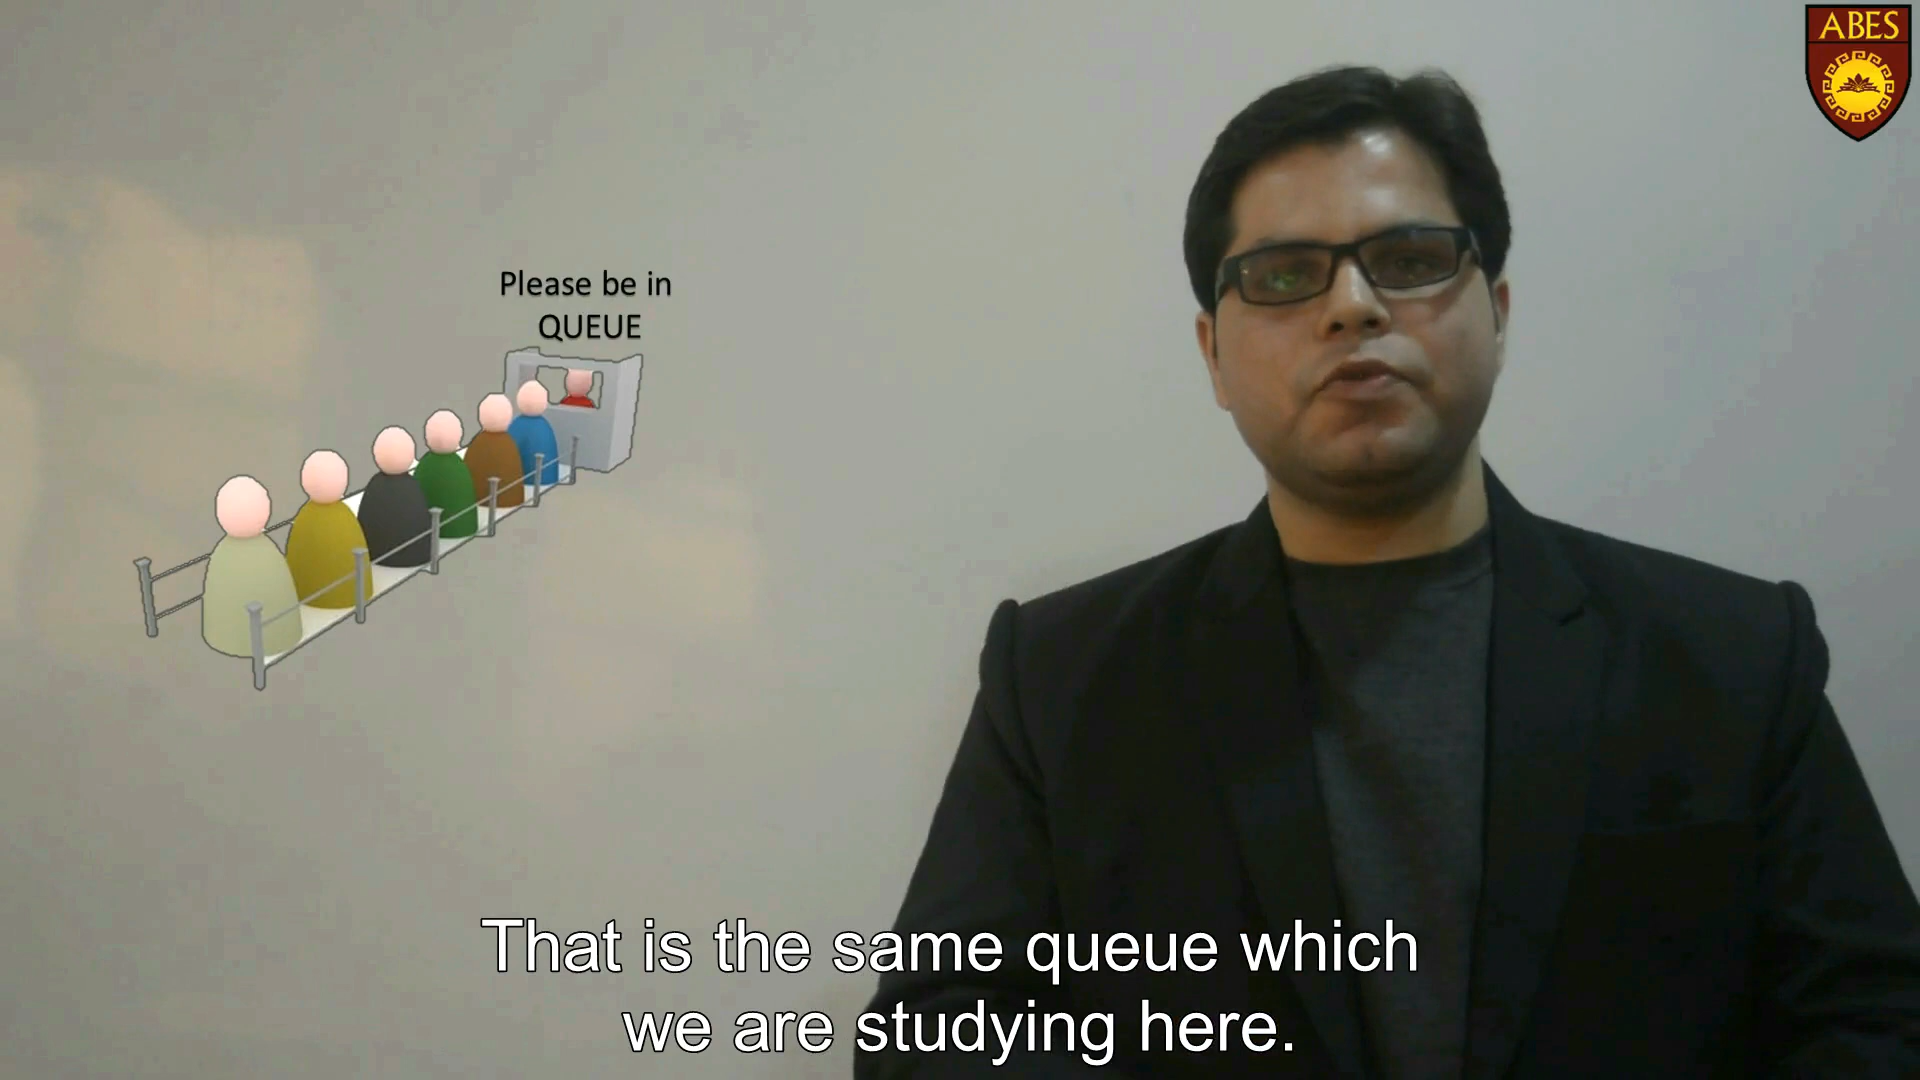 ABES
Please be in
QUEUE
That is the same queue which
we are studying here.